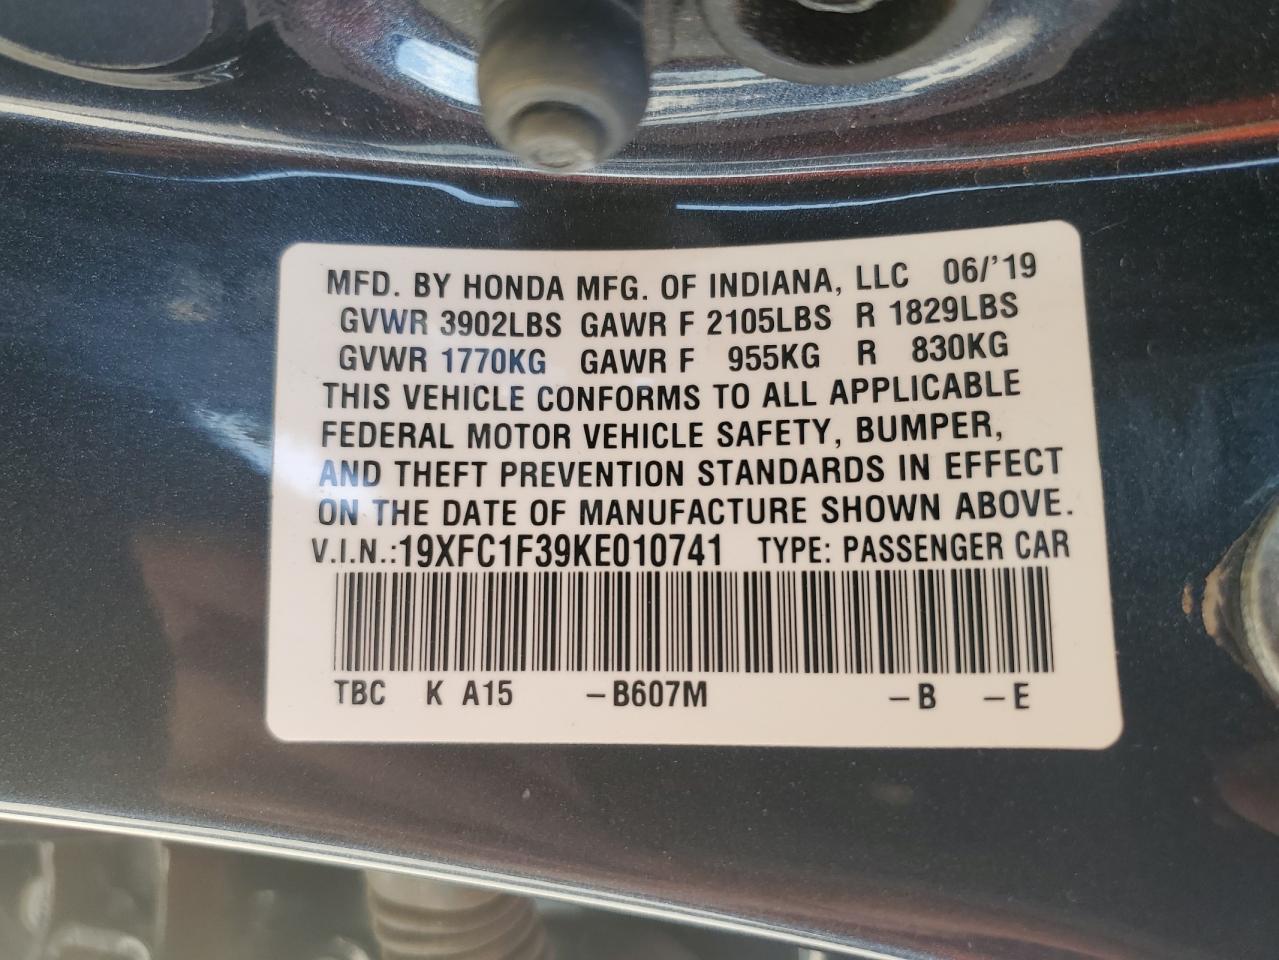 MFD. BY HONDA MFG. OF INDIANA, LLC 06/'19
GVWR 3902LBS GAWR F 2105LBS R 1829LBS
GVWR 1770KG GAWR F 955KG R 830KG
THIS VEHICLE CONFORMS TO ALL APPLICABLE
FEDERAL MOTOR VEHICLE SAFETY, BUMPER,
AND THEFT PREVENTION STANDARDS IN EFFECT
ON THE DATE OF MANUFACTURE SHOWN ABOVE.
V.I.N.:19XFC1F39KE010741 TYPE: PASSENGER CAR
TBC K A15 –B607M –B –E